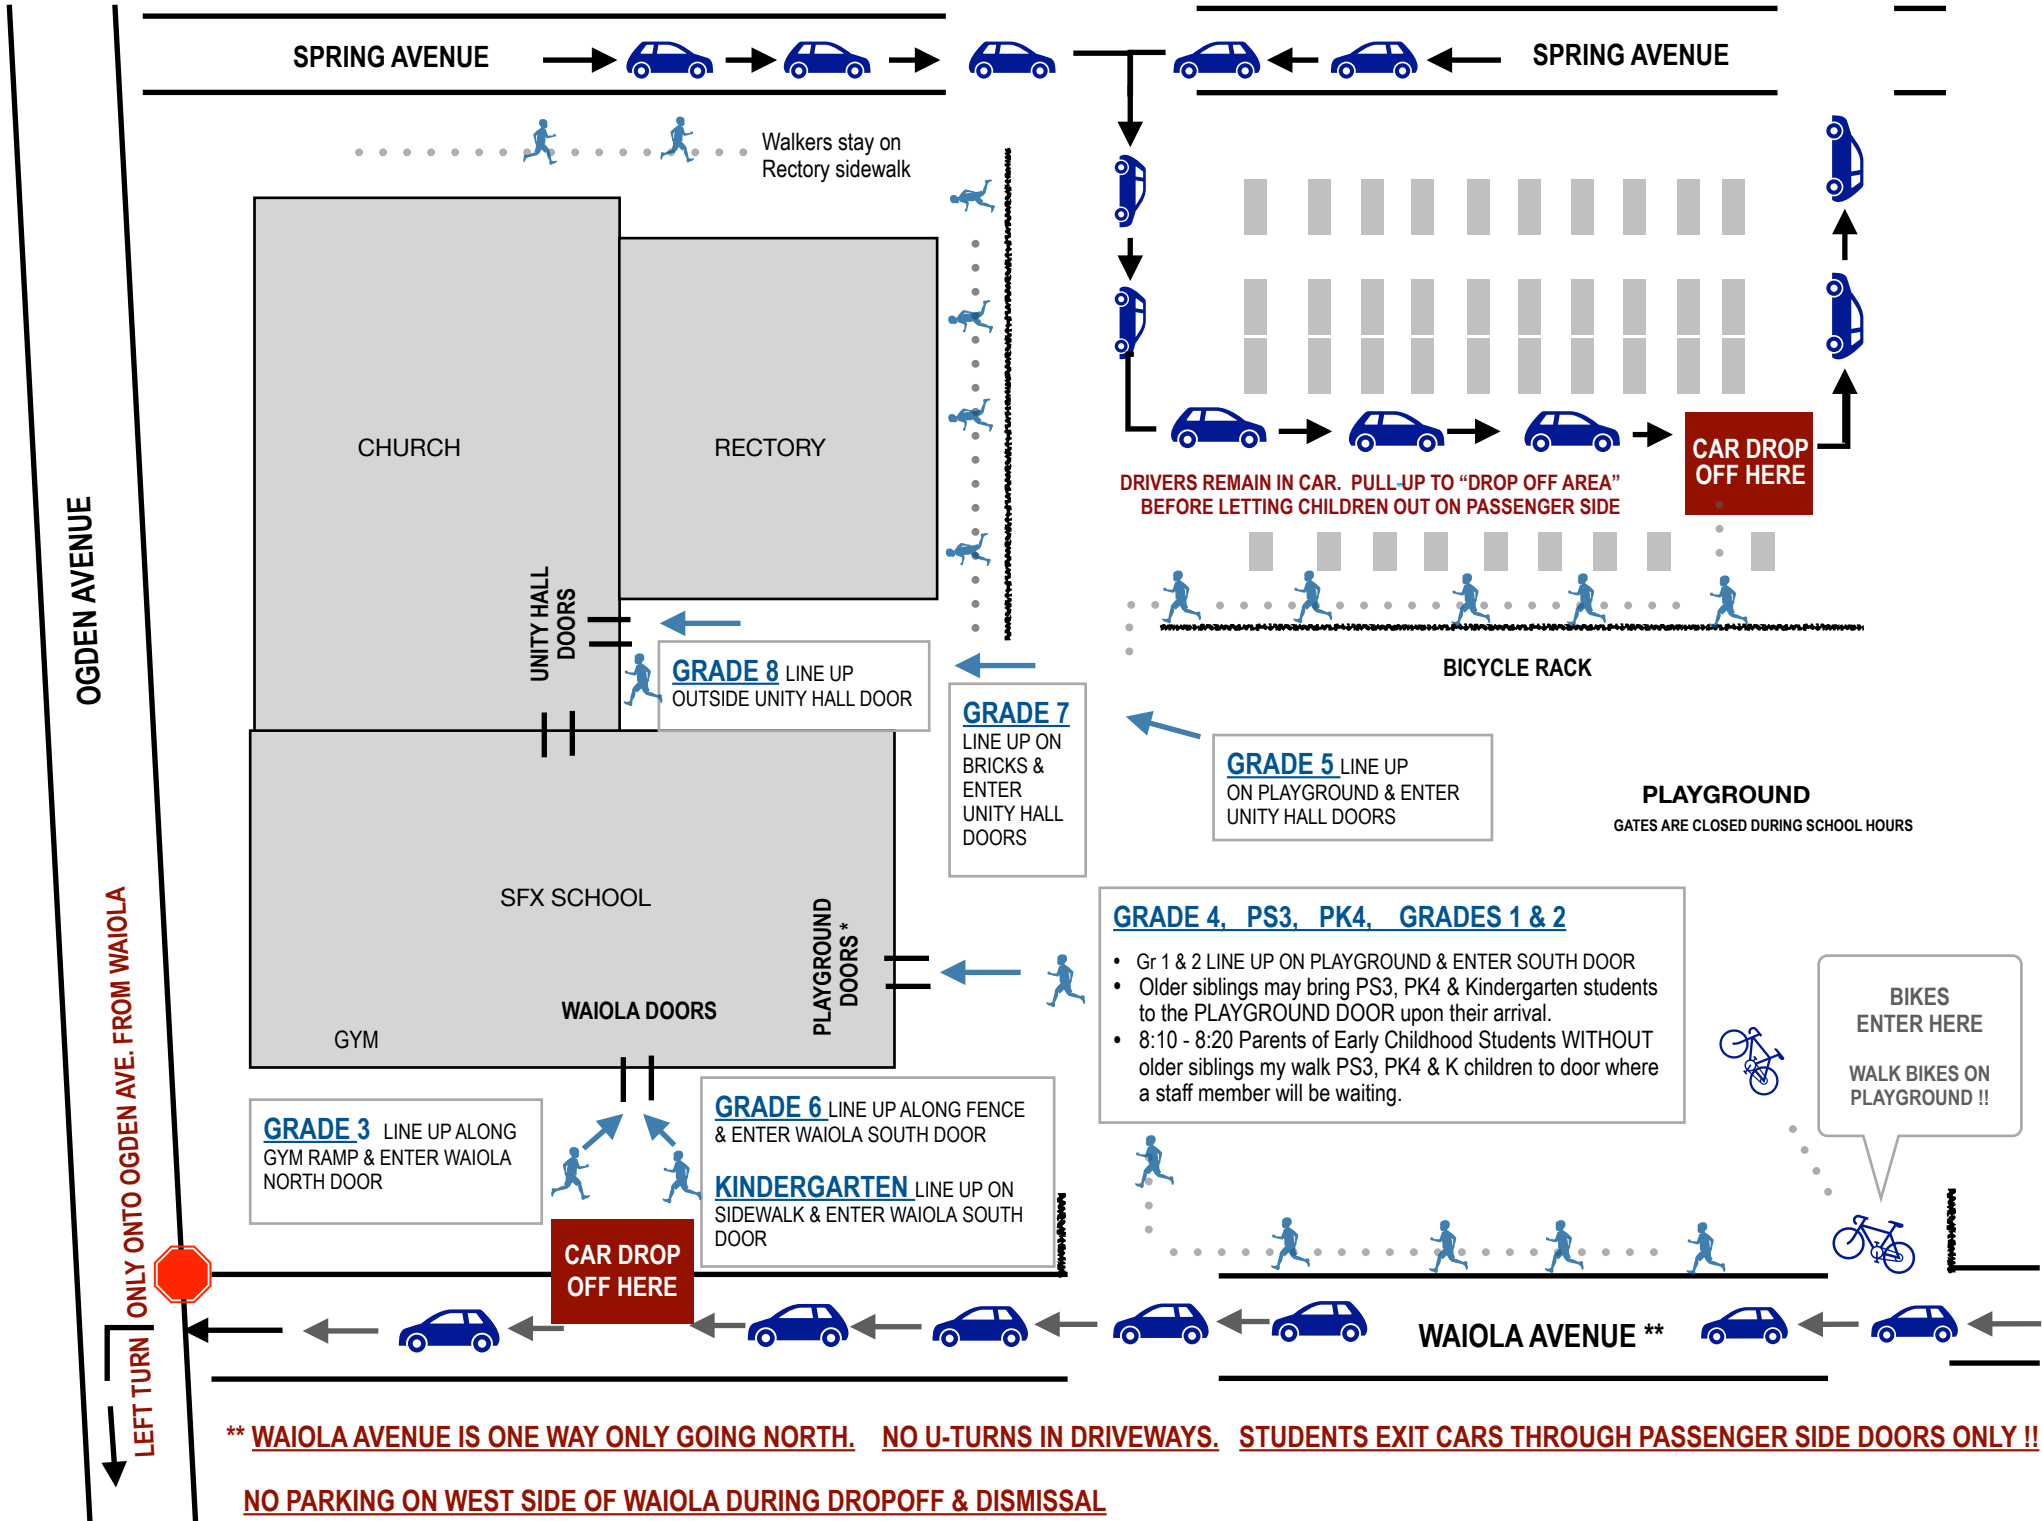 SPRING AVENUE
SPRING AVENUE
Walkers stay on
Rectory sidewalk
CHURCH
RECTORY
CAR DROP
OFF HERE
DRIVERS REMAIN IN CAR. PULL-UP TO “DROP OFF AREA”
BEFORE LETTING CHILDREN OUT ON PASSENGER SIDE
OGDEN AVENUE
UNITY HALL
DOORS
BICYCLE RACK
GRADE 8 LINE UP
OUTSIDE UNITY HALL DOOR
GRADE 7
LINE UP ON
BRICKS &
ENTER
UNITY HALL
DOORS
GRADE 5 LINE UP
ON PLAYGROUND & ENTER
UNITY HALL DOORS
PLAYGROUND
GATES ARE CLOSED DURING SCHOOL HOURS
SFX SCHOOL
PLAYGROUND
DOORS *
WAIOLA DOORS
GYM
GRADE 4, PS3, PK4, GRADES 1 & 2
• Gr 1 & 2 LINE UP ON PLAYGROUND & ENTER SOUTH DOOR
• Older siblings may bring PS3, PK4 & Kindergarten students
to the PLAYGROUND DOOR upon their arrival.
• 8:10 - 8:20 Parents of Early Childhood Students WITHOUT
older siblings my walk PS3, PK4 & K children to door where
a staff member will be waiting.
BIKES
ENTER HERE
WALK BIKES ON
PLAYGROUND !!
GRADE 3 LINE UP ALONG
GYM RAMP & ENTER WAIOLA
NORTH DOOR
GRADE 6 LINE UP ALONG FENCE
& ENTER WAIOLA SOUTH DOOR
KINDERGARTEN LINE UP ON
SIDEWALK & ENTER WAIOLA SOUTH
DOOR
CAR DROP
OFF HERE
LEFT TURN ONLY ONTO OGDEN AVE. FROM WAIOLA
WAIOLA AVENUE **
** WAIOLA AVENUE IS ONE WAY ONLY GOING NORTH. NO U-TURNS IN DRIVEWAYS. STUDENTS EXIT CARS THROUGH PASSENGER SIDE DOORS ONLY !!
NO PARKING ON WEST SIDE OF WAIOLA DURING DROPOFF & DISMISSAL